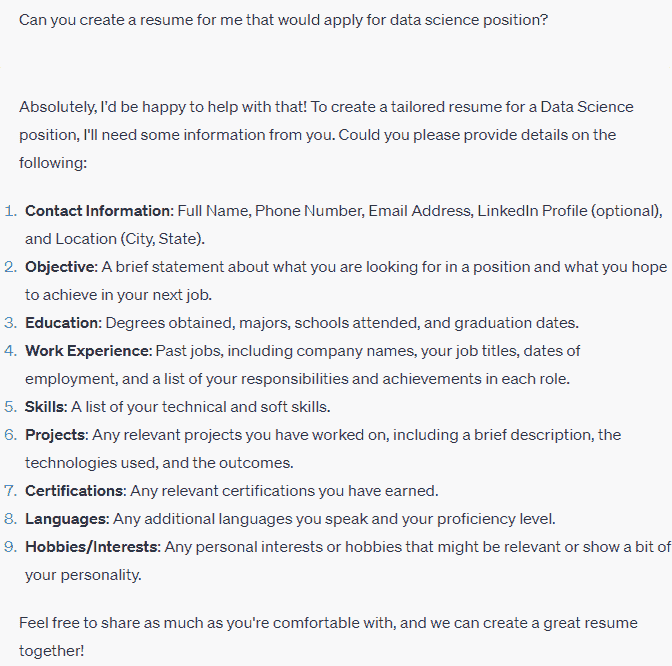 Can you create a resume for me that would apply for data science position?
Absolutely, I'd be happy to help with that! To create a tailored resume for a Data Science
position, I'll need some information from you. Could you please provide details on the
following:
1. Contact Information: Full Name, Phone Number, Email Address, LinkedIn Profile (optional),
and Location (City, State).
2. Objective: A brief statement about what you are looking for in a position and what you hope
to achieve in your next job.
3. Education: Degrees obtained, majors, schools attended, and graduation dates.
4. Work Experience: Past jobs, including company names, your job titles, dates of
employment, and a list of your responsibilities and achievements in each role.
5. Skills: A list of your technical and soft skills.
6. Projects: Any relevant projects you have worked on, including a brief description, the
technologies used, and the outcomes.
7. Certifications: Any relevant certifications you have earned.
8. Languages: Any additional languages you speak and your proficiency level.
9. Hobbies/Interests: Any personal interests or hobbies that might be relevant or show a bit of
your personality.
Feel free to share as much as you're comfortable with, and we can create a great resume
together!